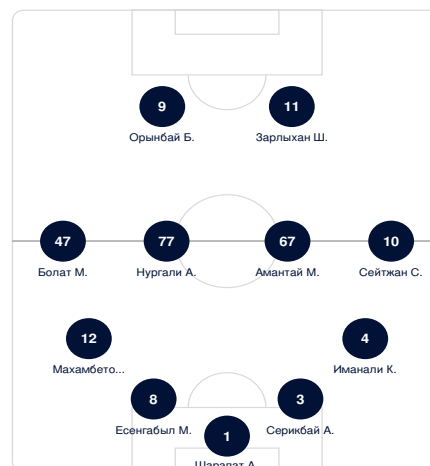 9
11
Орынбай Б.
Зарлыхан Ш.
47
77
67
10
Болат М.
Нургали А.
Амантай М.
Сейтжан С.
12
4
Махамбето...
Иманали К.
8
3
Есенгабыл М.
Серикбай А.
1
Шарапат А.